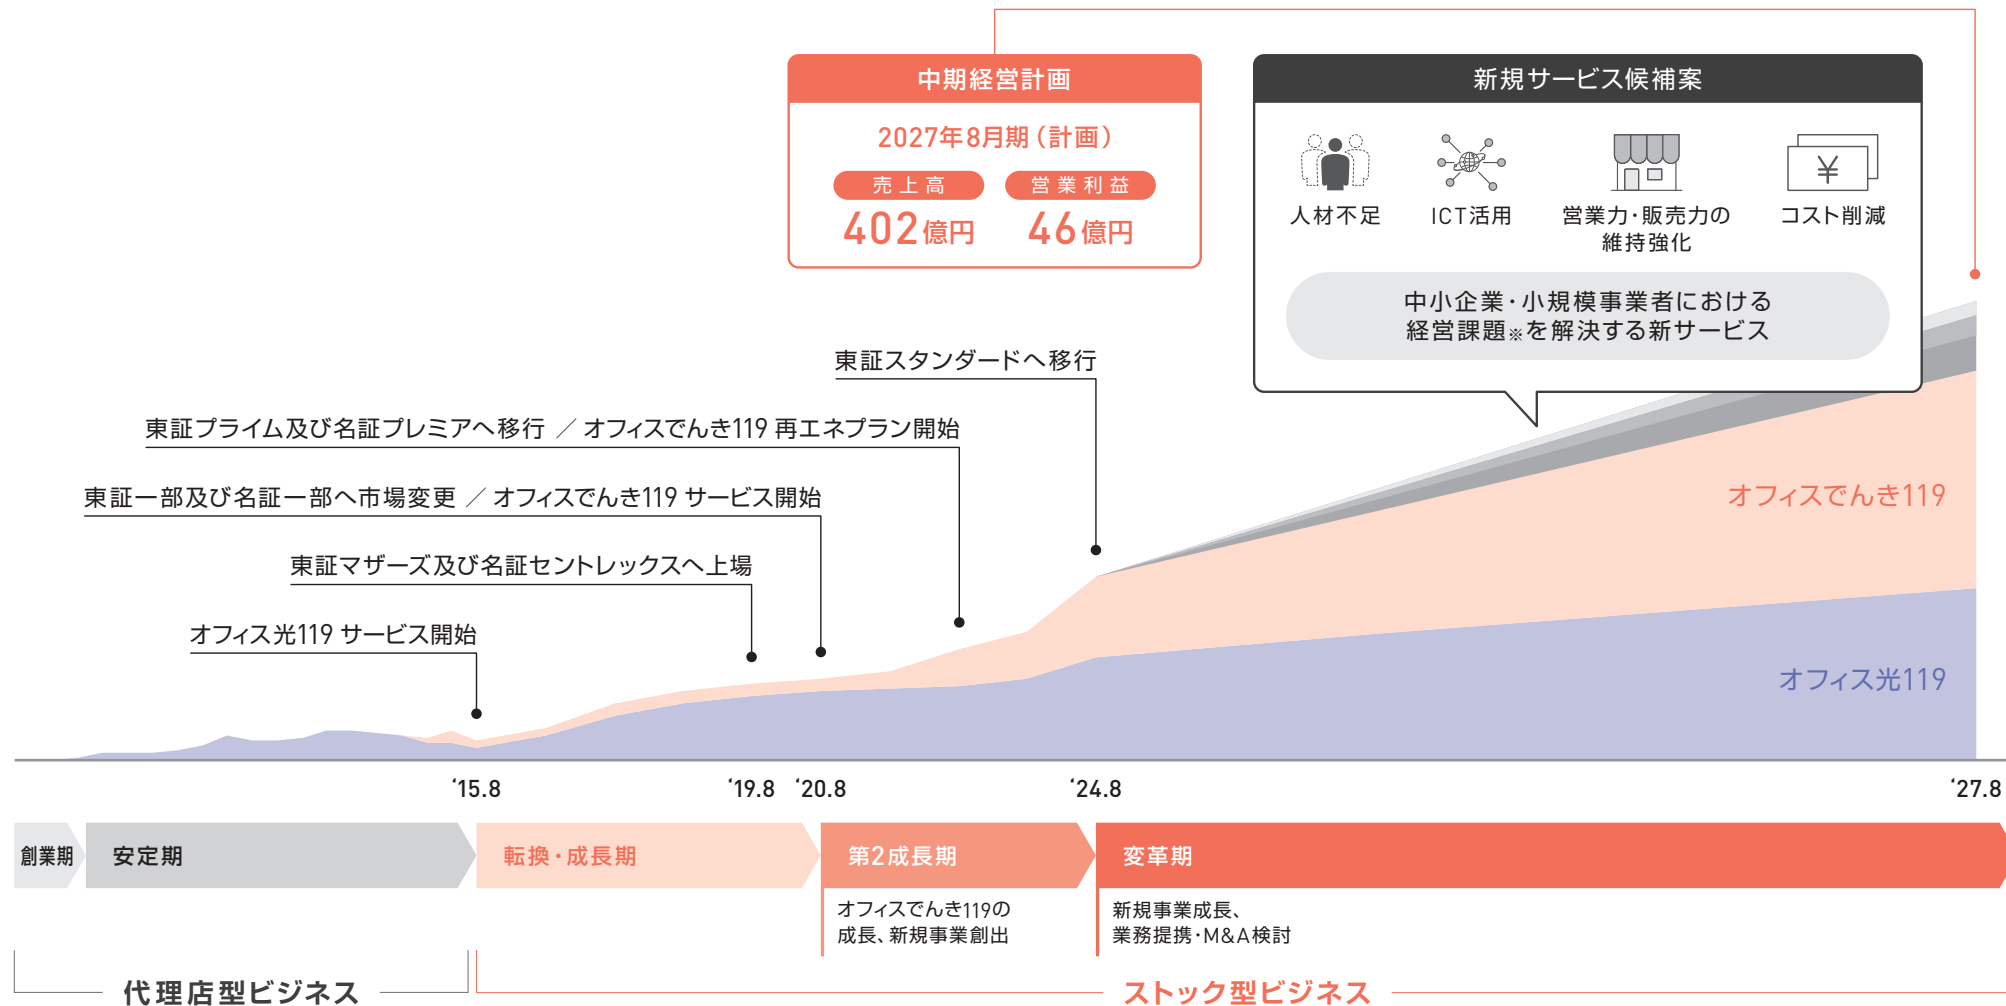 中期経営計画
2027年8月期（計画）
売上高
営業利益
402億円
46億円
新規サービス候補案
人材不足
ICT活用
営業力・販売力の
維持強化
コスト削減
中小企業・小規模事業者における
経営課題※を解決する新サービス
東証スタンダードへ移行
東証プライム及び名証プレミアへ移行 ／ オフィスでんき119 再エネプラン開始
東証一部及び名証一部へ市場変更 ／ オフィスでんき119 サービス開始
東証マザーズ及び名証セントレックスへ上場
オフィス光119 サービス開始
オフィスでんき119
オフィス光119
‘15.8
‘19.8
‘20.8
‘24.8
‘27.8
創業期
安定期
転換・成長期
第2成長期
変革期
オフィスでんき119の
成長、新規事業創出
新規事業成長、
業務提携・M&A検討
代理店型ビジネス
ストック型ビジネス